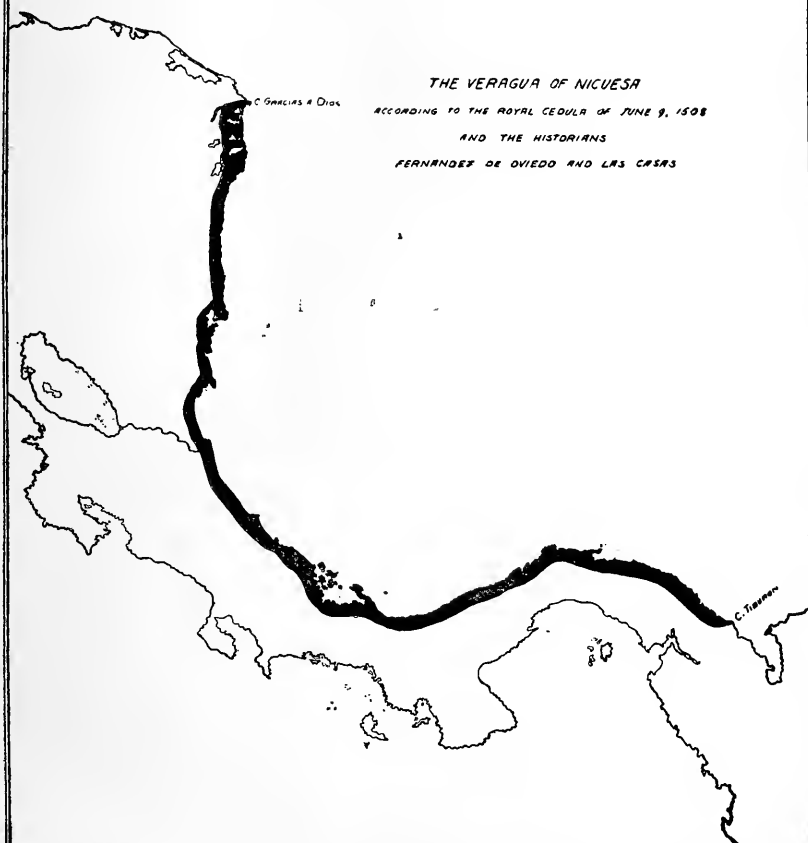 THE VERAGUA OF NICUESA
ACCORDING TO THE ROYAL CEDULA OF JUNE 9, 1508
AND THE HISTORIANS
FERNANDEZ DE OVIEDO AND LAS CASAS
C GARCIAS A DIOS
C. TIBURON